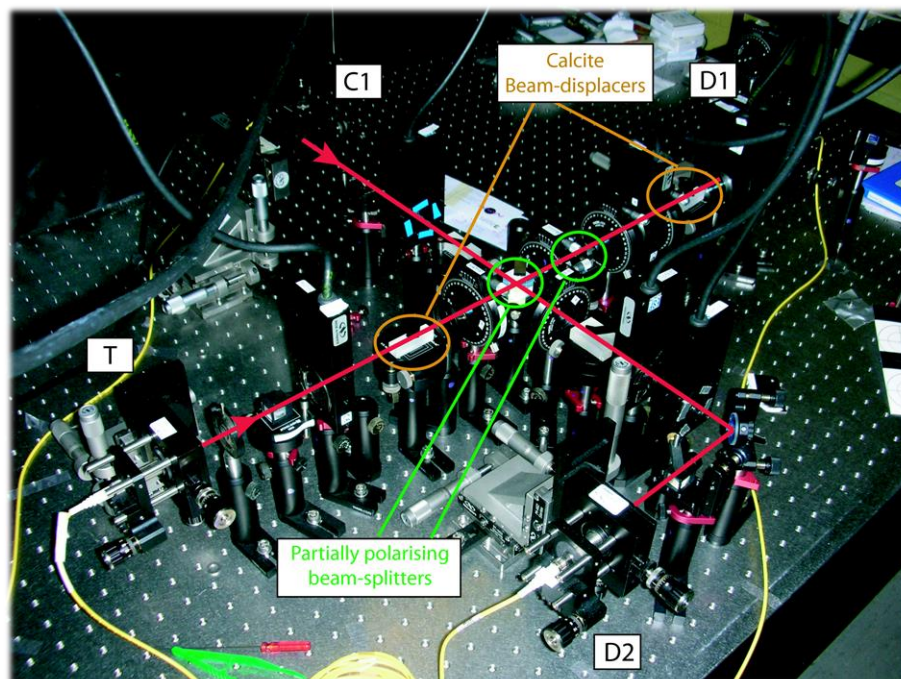 C1
Calcite
Beam-displacers
D1
T
Partially polarising
beam-splitters
D2